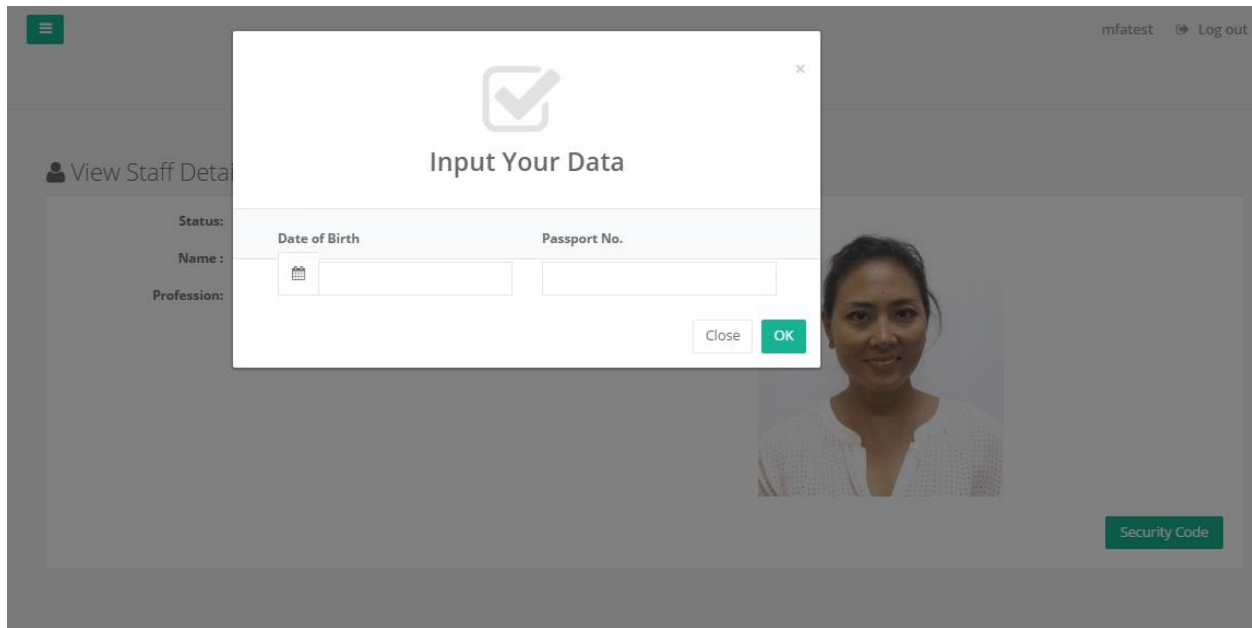 mfatest Log out
×
Input Your Data
View Staff Detai
Status:
Name :
Profession:
Date of Birth Passport No.
Close OK
Security Code